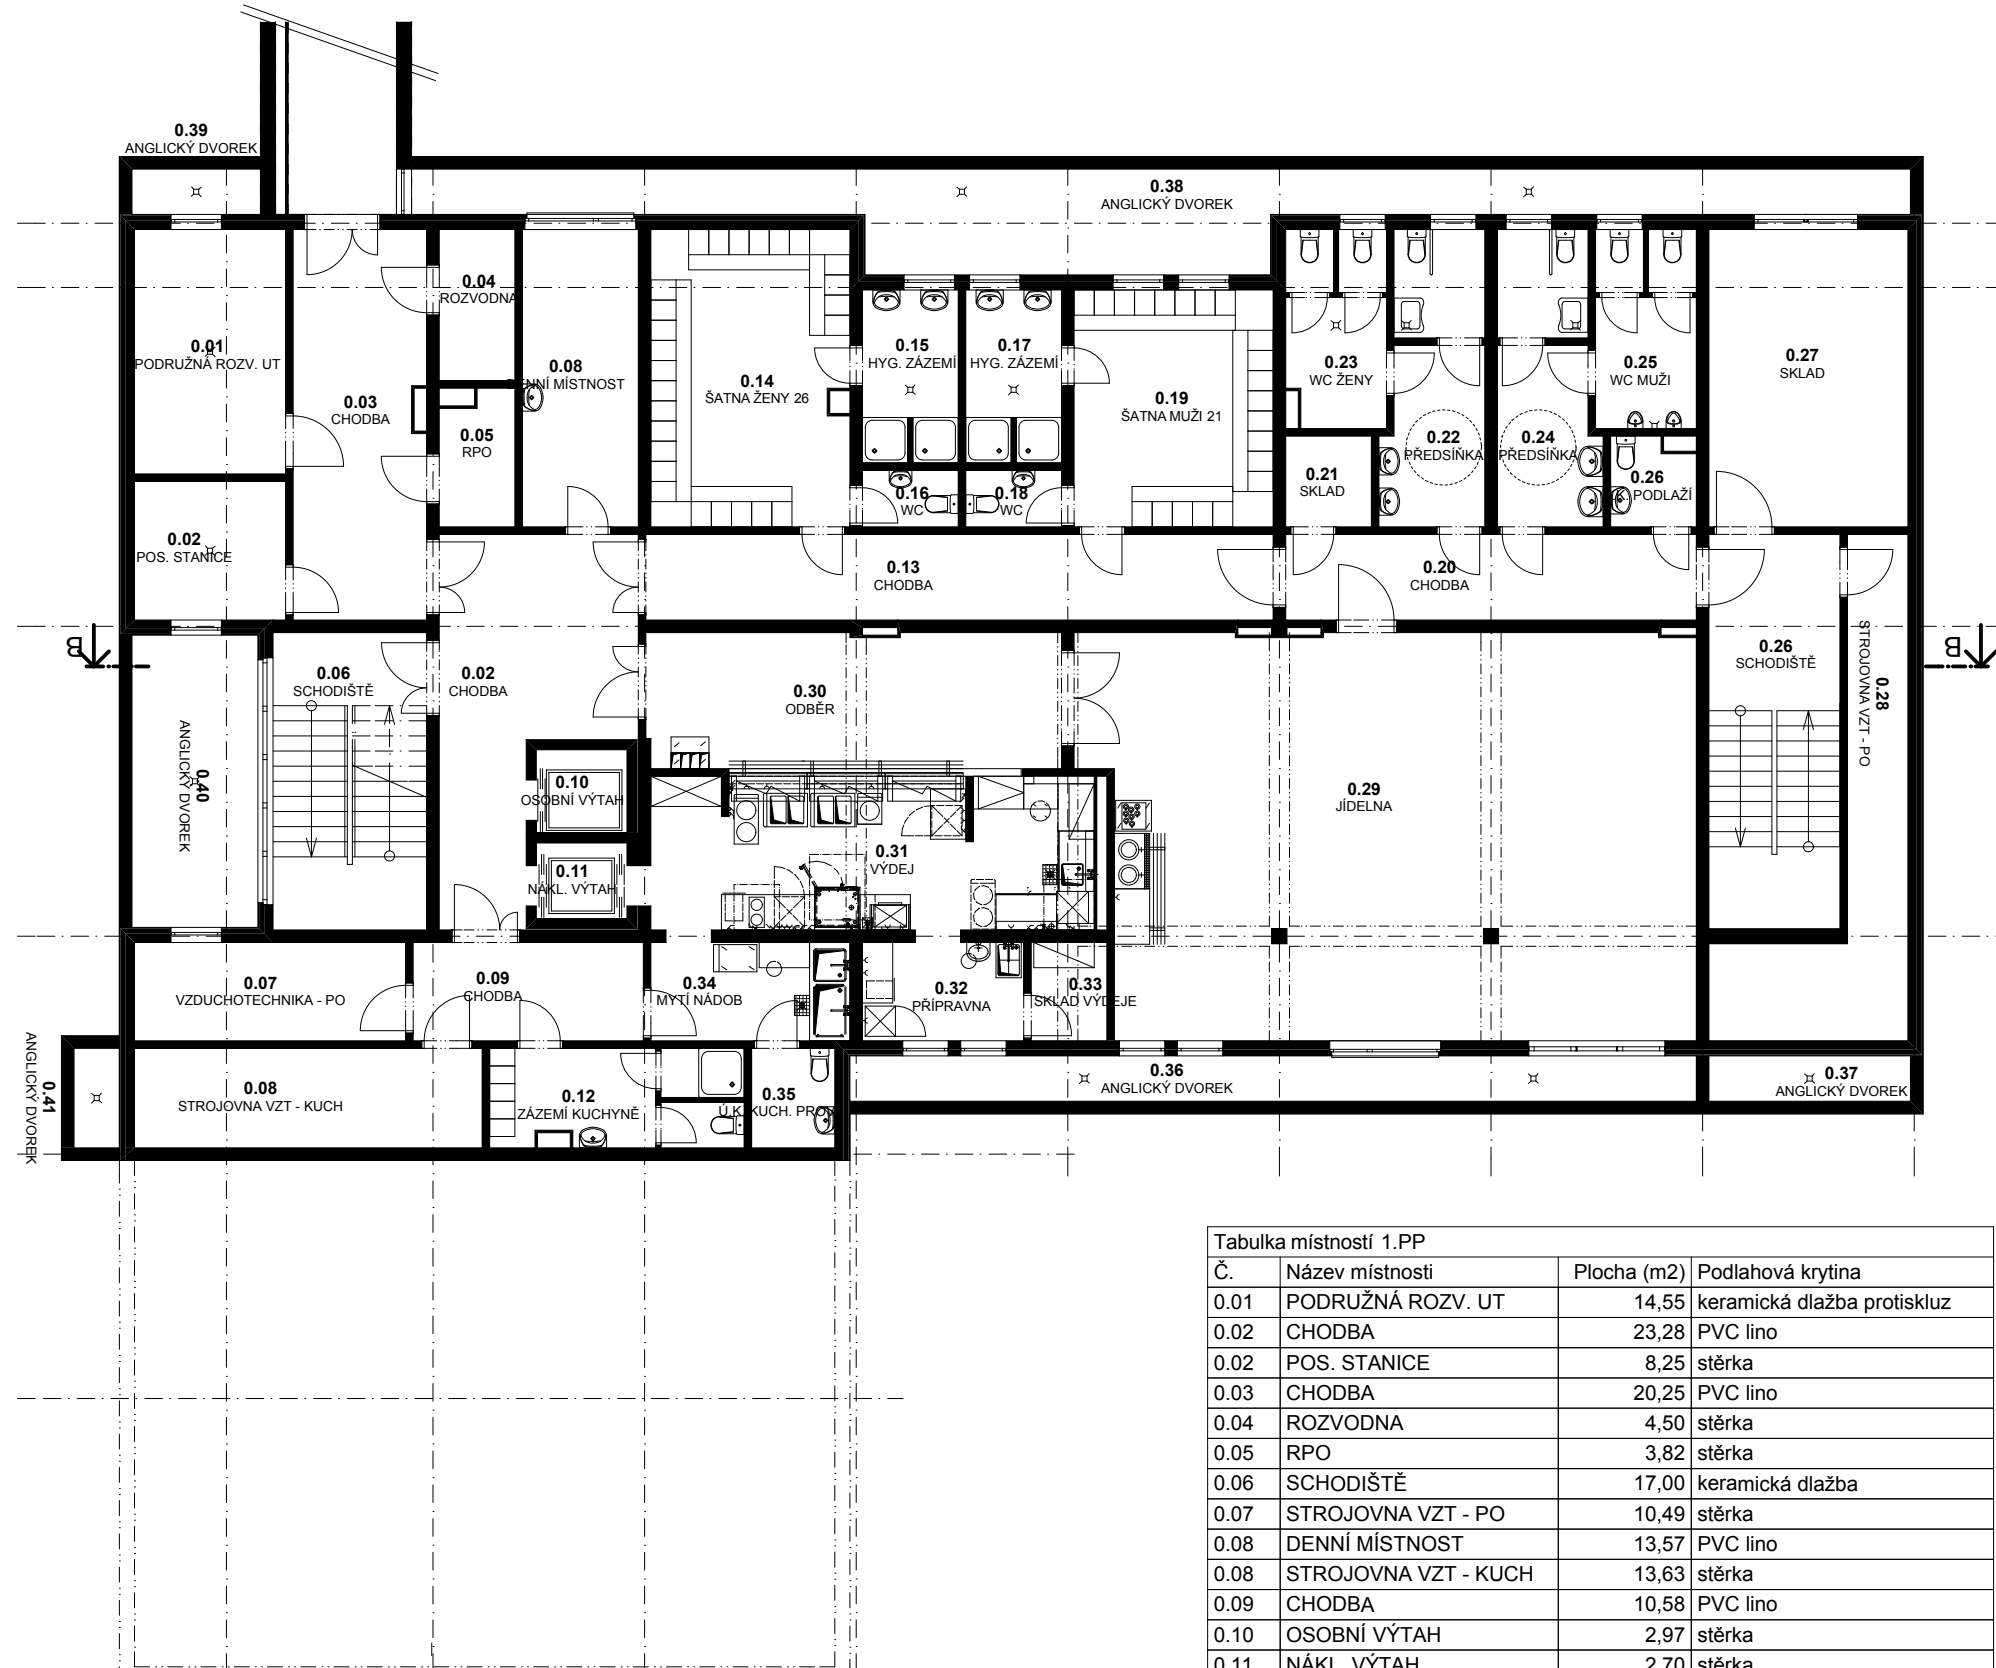 0.39
ANGLICKÝ DVOREK
0.38
ANGLICKÝ DVOREK
0.01
PODRUŽNÁ ROZV. UT
0.03
CHODBA
0.04
ROZVODNA
0.05
RPO
0.08
DENNÍ MÍSTNOST
0.14
ŠATNA ŽENY 26
0.15
HYG. ZÁZEMÍ
0.17
HYG. ZÁZEMÍ
0.19
ŠATNA MUŽI 21
0.23
WC ŽENY
0.25
WC MUŽI
0.27
SKLAD
0.22
PŘEDSÍŇKA
0.24
PŘEDSÍŇKA
0.21
SKLAD
0.26
PODLAŽÍ
0.16
WC
0.18
WC
0.02
POS. STANICE
0.13
CHODBA
0.20
CHODBA
B
B
0.06
SCHODIŠTĚ
0.02
CHODBA
0.30
ODBĚR
0.26
SCHODIŠTĚ
0.28
STROJOVNA VZT - PO
0.40
ANGLICKÝ DVOREK
0.10
OSOBNÍ VÝTAH
0.29
JÍDELNA
0.11
NÁKL. VÝTAH
0.31
VÝDEJ
0.07
VZDUCHOTECHNIKA - PO
0.09
CHODBA
0.34
MYTÍ NÁDOB
0.32
PŘÍPRAVNA
0.33
SKLAD VÝDEJE
0.41
ANGLICKÝ DVOREK
0.08
STROJOVNA VZT - KUCH
0.12
ZÁZEMÍ KUCHYNĚ
0.35
Ú.K. KUCH. PROV
0.36
ANGLICKÝ DVOREK
0.37
ANGLICKÝ DVOREK
Tabulka místností 1.PP
Č. Název místnosti Plocha (m2) Podlahová krytina
0.01 PODRUŽNÁ ROZV. UT 14,55 keramická dlažba protiskluz
0.02 CHODBA 23,28 PVC lino
0.02 POS. STANICE 8,25 stěrka
0.03 CHODBA 20,25 PVC lino
0.04 ROZVODNA 4,50 stěrka
0.05 RPO 3,82 stěrka
0.06 SCHODIŠTĚ 17,00 keramická dlažba
0.07 STROJOVNA VZT - PO 10,49 stěrka
0.08 DENNÍ MÍSTNOST 13,57 PVC lino
0.08 STROJOVNA VZT - KUCH 13,63 stěrka
0.09 CHODBA 10,58 PVC lino
0.10 OSOBNÍ VÝTAH 2,97 stěrka
0.11 NÁKL. VÝTAH 2,70 stěrka